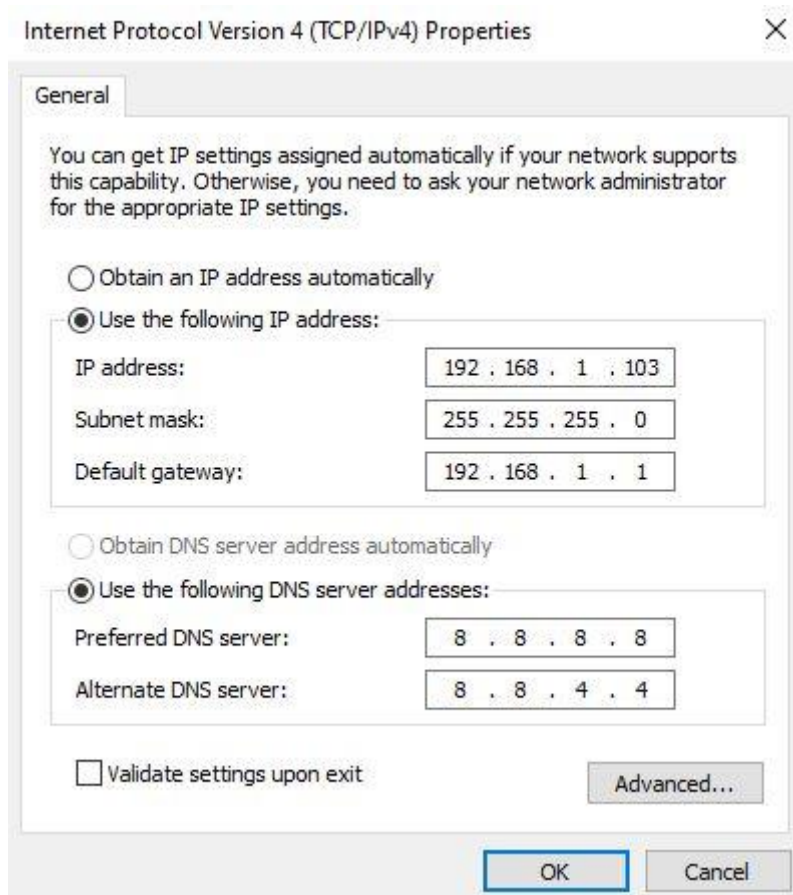 Internet Protocol Version 4 (TCP/IPv4) Properties
General
You can get IP settings assigned automatically if your network supports
this capability. Otherwise, you need to ask your network administrator
for the appropriate IP settings.
Obtain an IP address automatically
Use the following IP address:
IP address: 192 . 168 . 1 . 103
Subnet mask: 255 . 255 . 255 . 0
Default gateway: 192 . 168 . 1 . 1
Obtain DNS server address automatically
Use the following DNS server addresses:
Preferred DNS server: 8 . 8 . 8 . 8
Alternate DNS server: 8 . 8 . 4 . 4
Validate settings upon exit
Advanced...
OK Cancel